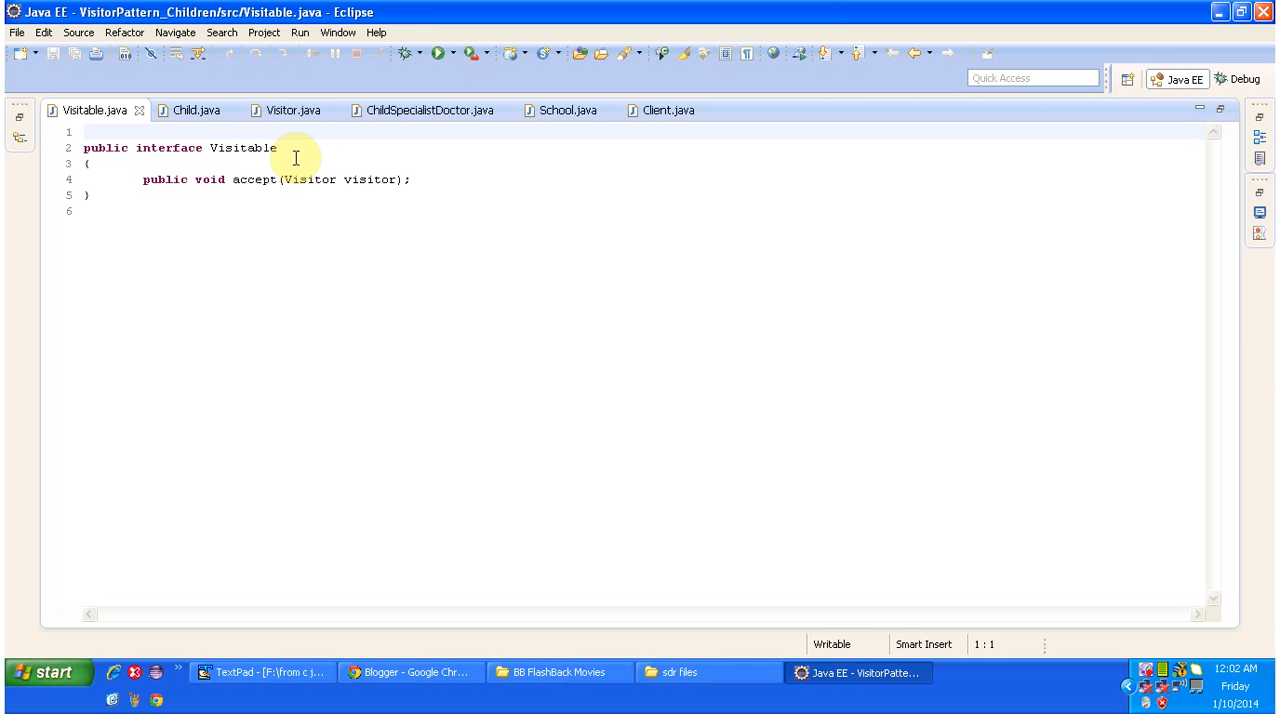 Java EE - VisitorPattern_Children/src/Visitable.java - Eclipse
File Edit Source Refactor Navigate Search Project Run Window Help
Quick Access Java EE Debug
Visitable.java Child.java Visitor.java ChildSpecialistDoctor.java School.java Client.java
1
2 public interface Visitable
3 {
4 public void accept(Visitor visitor);
5 }
6
Writable Smart Insert 1 : 1
start TextPad - [F:\from c j... Blogger - Google Chr... BB FlashBack Movies sdr files Java EE - VisitorPatte... 12:02 AM
Friday
1/10/2014